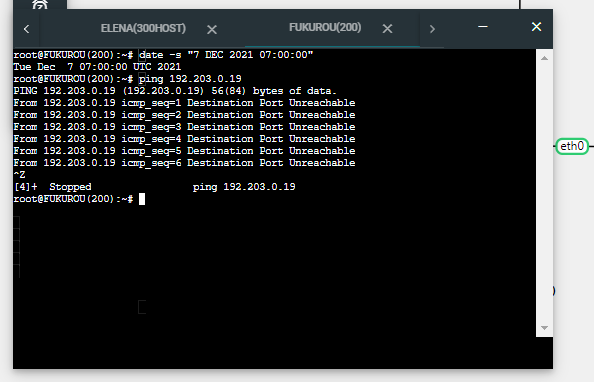 ELENA(300HOST)
FUKUROU(200)
root@FUKUROU(200):~# date -s "7 DEC 2021 07:00:00"
Tue Dec  7 07:00:00 UTC 2021
root@FUKUROU(200):~# ping 192.203.0.19
PING 192.203.0.19 (192.203.0.19) 56(84) bytes of data.
From 192.203.0.19 icmp_seq=1 Destination Port Unreachable
From 192.203.0.19 icmp_seq=2 Destination Port Unreachable
From 192.203.0.19 icmp_seq=3 Destination Port Unreachable
From 192.203.0.19 icmp_seq=4 Destination Port Unreachable
From 192.203.0.19 icmp_seq=5 Destination Port Unreachable
From 192.203.0.19 icmp_seq=6 Destination Port Unreachable
^Z
[4]+  Stopped                 ping 192.203.0.19
root@FUKUROU(200):~#
eth0